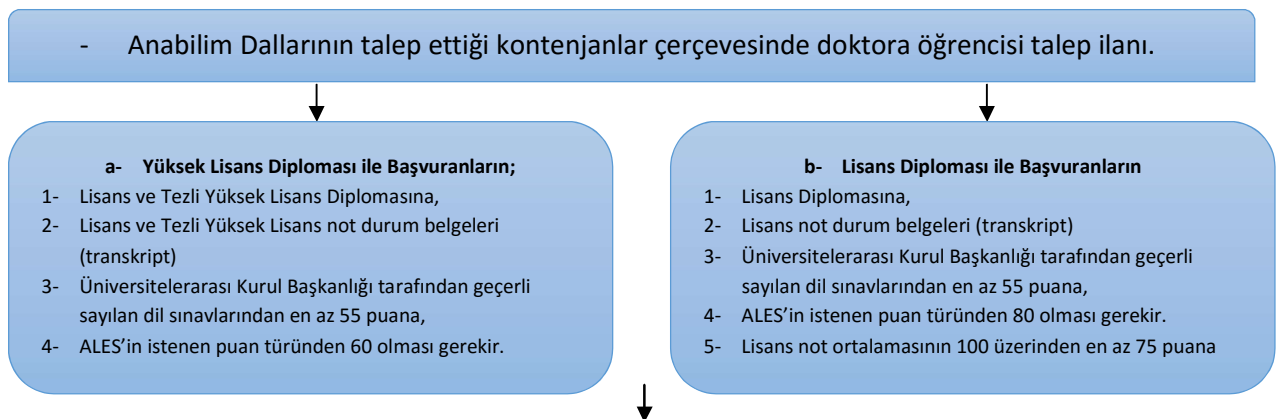 - Anabilim Dallarının talep ettiği kontenjanlar çerçevesinde doktora öğrencisi talep ilanı.
a- Yüksek Lisans Diploması ile Başvuranların;
1- Lisans ve Tezli Yüksek Lisans Diplomasına,
2- Lisans ve Tezli Yüksek Lisans not durum belgeleri
(transkript)
3- Üniversitelerarası Kurul Başkanlığı tarafından geçerli
sayılan dil sınavlarından en az 55 puana,
4- ALES’in istenen puan türünden 60 olması gerekir.
b- Lisans Diploması ile Başvuranların
1- Lisans Diplomasına,
2- Lisans not durum belgeleri (transkript)
3- Üniversitelerarası Kurul Başkanlığı tarafından geçerli
sayılan dil sınavlarından en az 55 puana,
4- ALES’in istenen puan türünden 80 olması gerekir.
5- Lisans not ortalamasının 100 üzerinden en az 75 puana